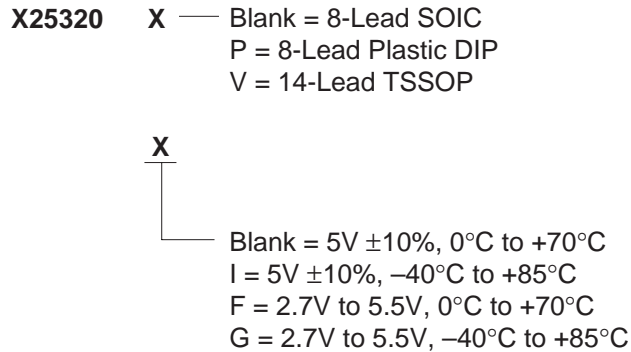 X25320 X Blank = 8-Lead SOIC
P = 8-Lead Plastic DIP
V = 14-Lead TSSOP
X
Blank = 5V ±10%, 0°C to +70°C
I = 5V ±10%, –40°C to +85°C
F = 2.7V to 5.5V, 0°C to +70°C
G = 2.7V to 5.5V, –40°C to +85°C